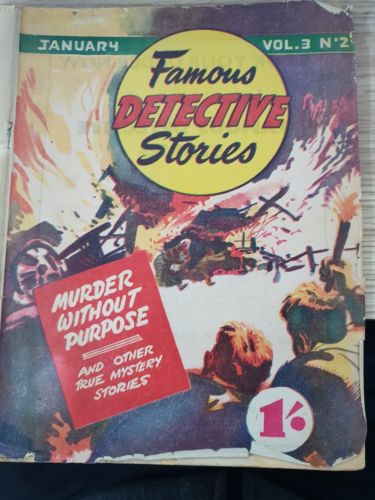 JANUARY
VOL.3 Nº2
Famous
DETECTIVE
Stories
MURDER
WITHOUT
PURPOSE
AND OTHER
TRUE MYSTERY
STORIES
1'6